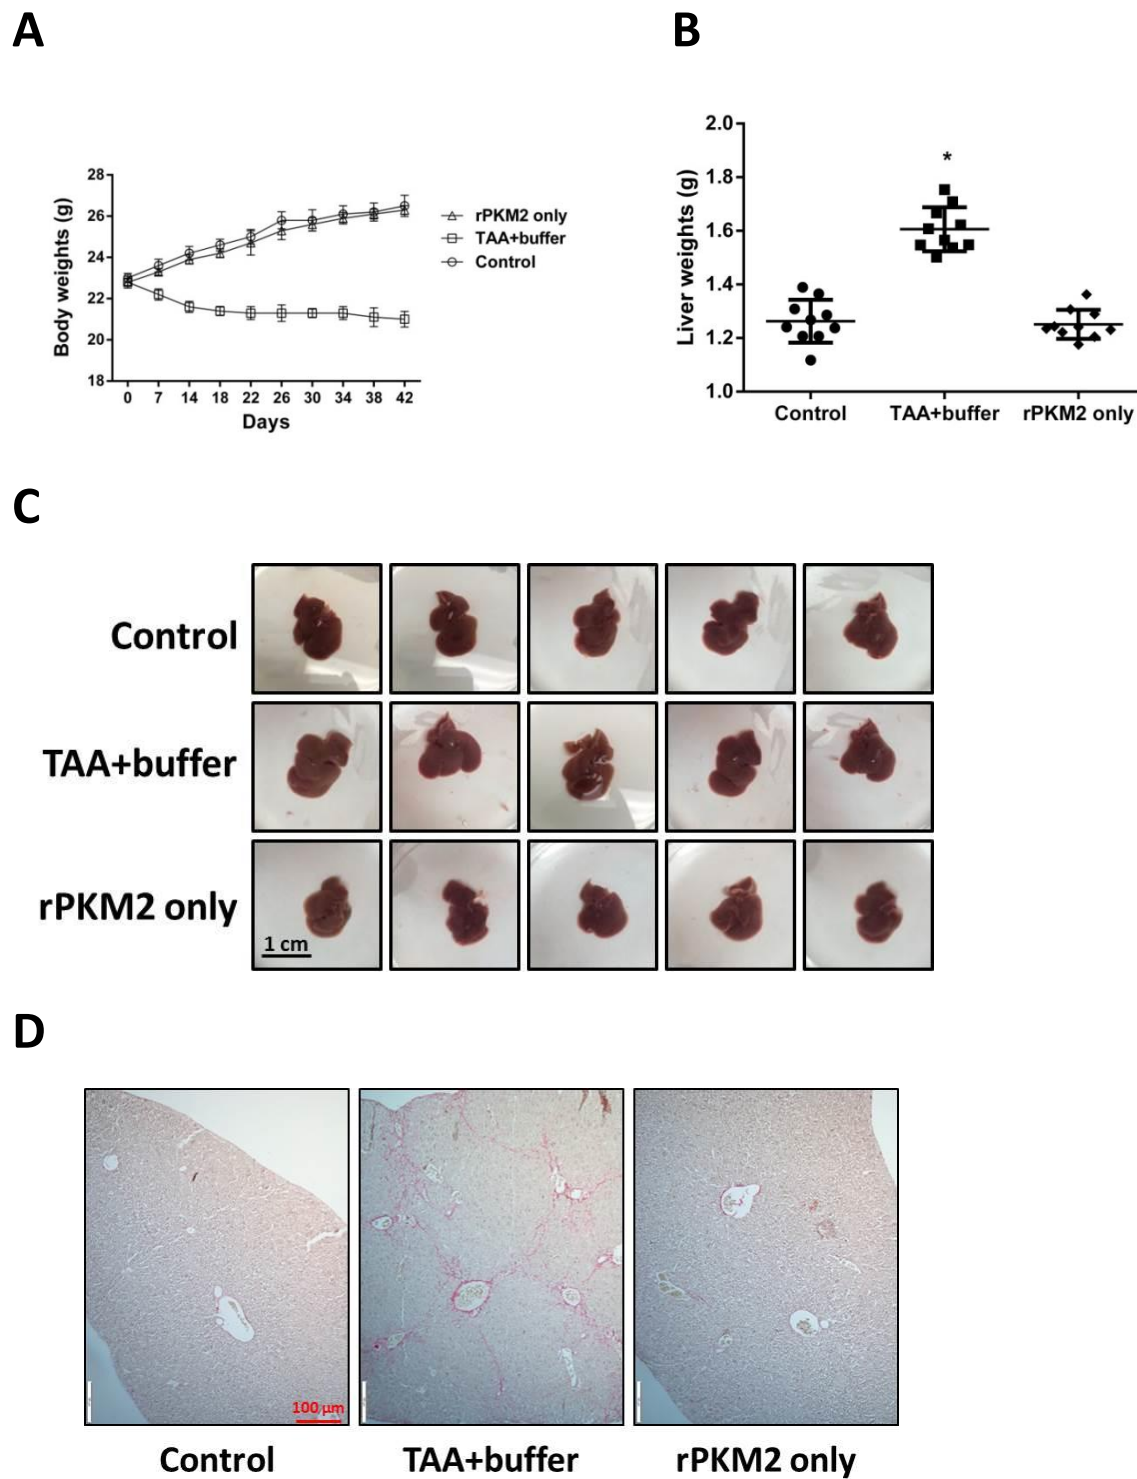 A
B
Body weights (g)
28
26
24
22
20
18
0 7 14 18 22 26 30 34 38 42
Days
rPKM2 only
TAA+buffer
Control
Liver weights (g)
2.0
1.8
1.6
1.4
1.2
1.0
*
Control TAA+buffer rPKM2 only
C
Control
TAA+buffer
rPKM2 only
1 cm
D
100 µm
Control TAA+buffer rPKM2 only